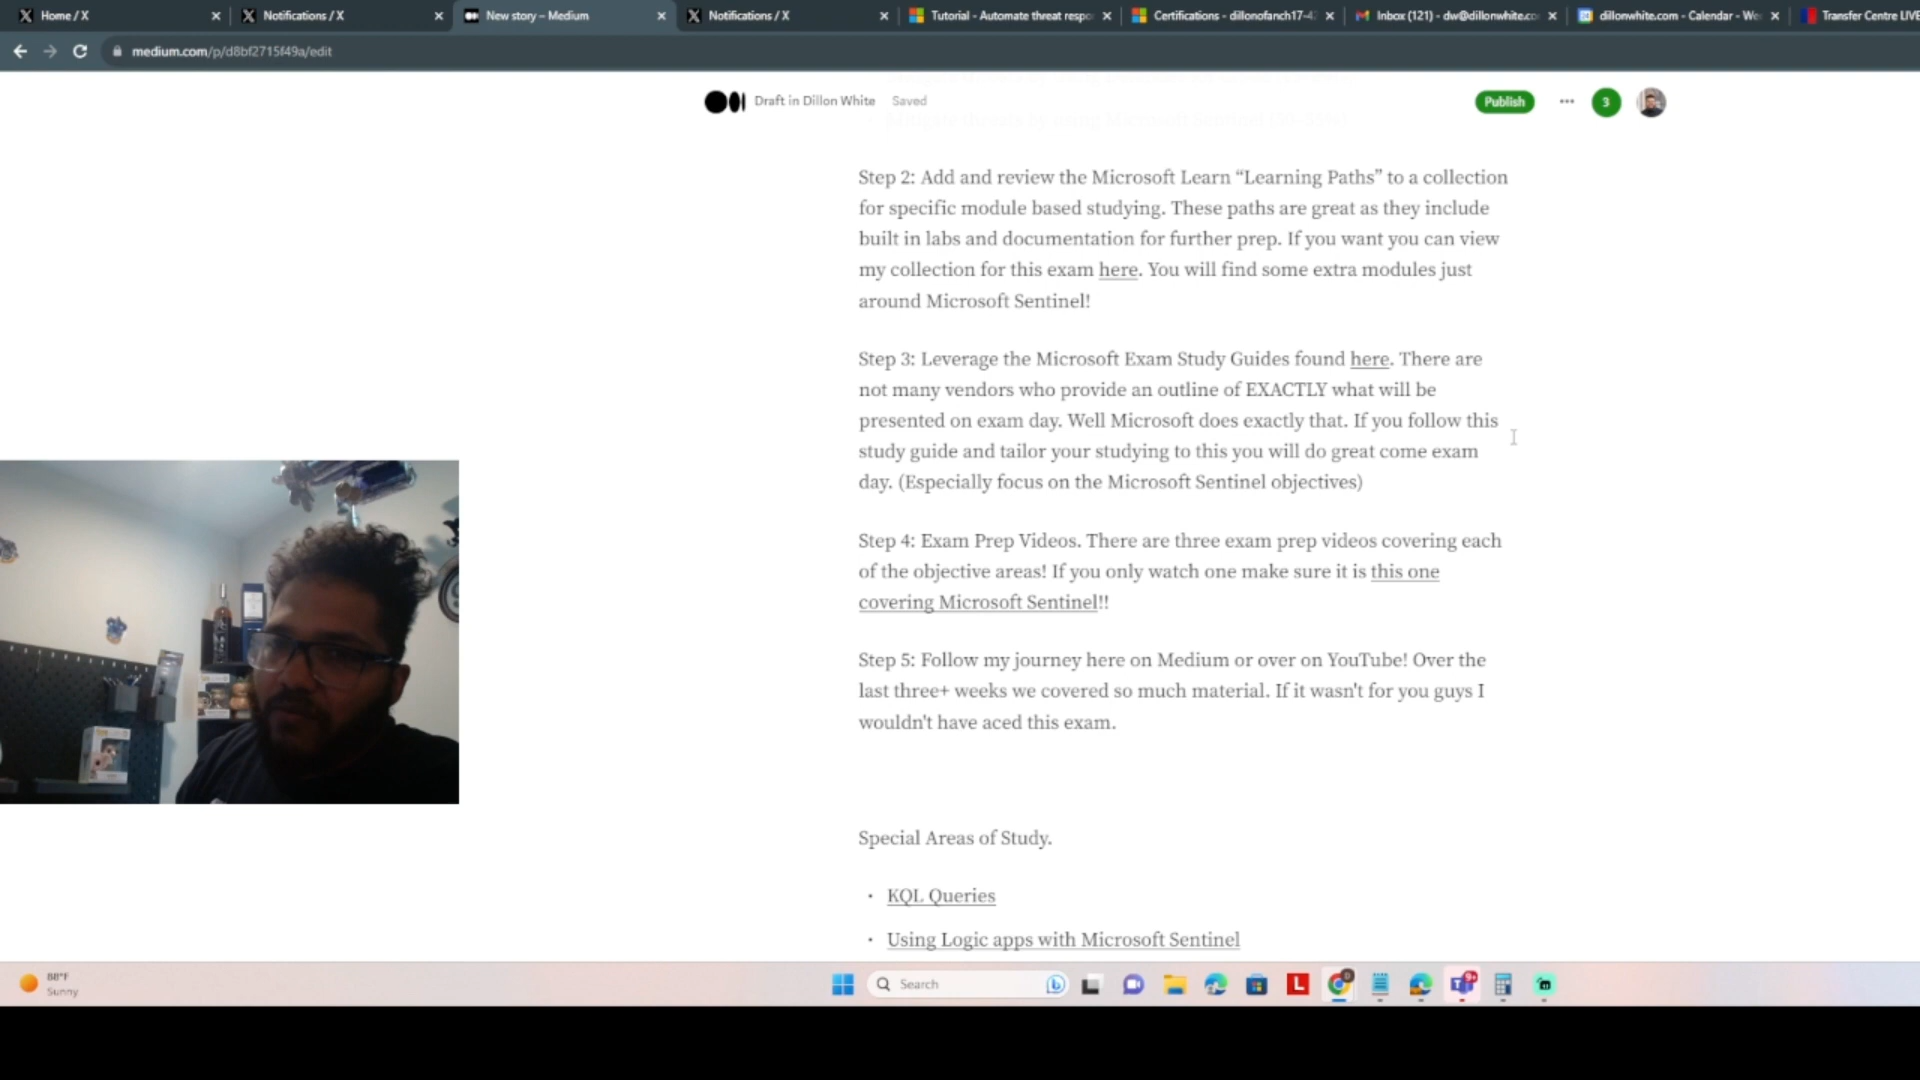 Home / X
Notifications / X
New story – Medium
Notifications / X
Tutorial - Automate threat respo
Certifications - dillonofanch17-4
Inbox (121) - dw@dillonwhite.co
dillonwhite.com - Calendar - We
Transfer Centre LIVE
medium.com/p/d8bf2715f49a/edit
Draft in Dillon White Saved
Publish
3
Step 2: Add and review the Microsoft Learn “Learning Paths” to a collection
for specific module based studying. These paths are great as they include
built in labs and documentation for further prep. If you want you can view
my collection for this exam here. You will find some extra modules just
around Microsoft Sentinel!
Step 3: Leverage the Microsoft Exam Study Guides found here. There are
not many vendors who provide an outline of EXACTLY what will be
presented on exam day. Well Microsoft does exactly that. If you follow this
study guide and tailor your studying to this you will do great come exam
day. (Especially focus on the Microsoft Sentinel objectives)
Step 4: Exam Prep Videos. There are three exam prep videos covering each
of the objective areas! If you only watch one make sure it is this one
covering Microsoft Sentinel!!
Step 5: Follow my journey here on Medium or over on YouTube! Over the
last three+ weeks we covered so much material. If it wasn't for you guys I
wouldn't have aced this exam.
Special Areas of Study.
• KQL Queries
• Using Logic apps with Microsoft Sentinel
88°F
Sunny
Search
L
9+